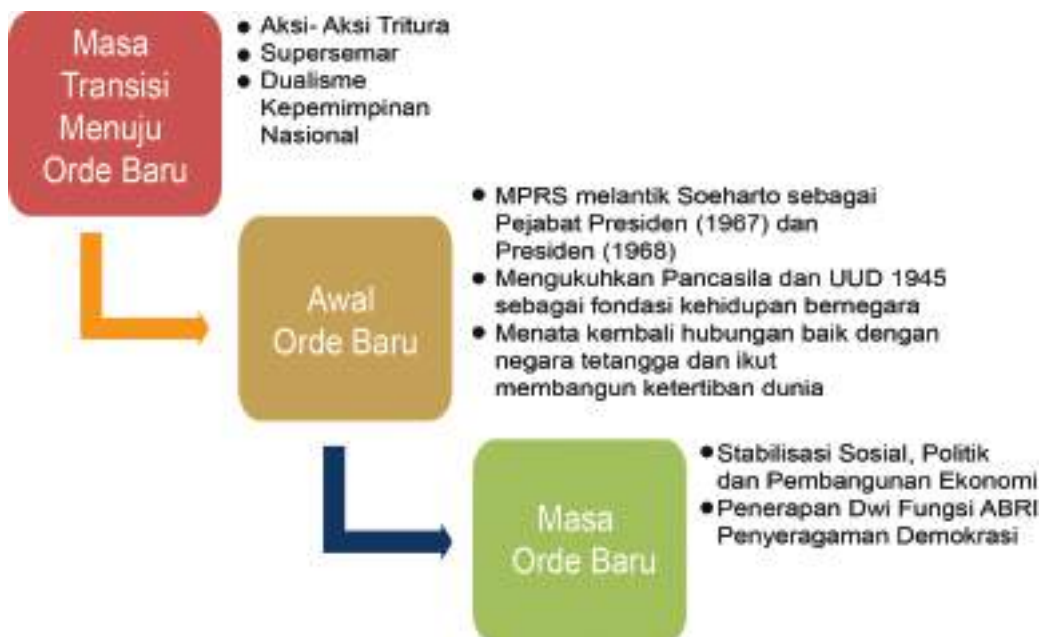 Masa
Transisi
Menuju
Orde Baru
● Aksi- Aksi Tritura
● Supersemar
● Dualisme
Kepemimpinan
Nasional
Awal
Orde Baru
● MPRS melantik Soeharto sebagai
Pejabat Presiden (1967) dan
Presiden (1968)
● Mengukuhkan Pancasila dan UUD 1945
sebagai fondasi kehidupan bernegara
● Menata kembali hubungan baik dengan
negara tetangga dan ikut
membangun ketertiban dunia
Masa
Orde Baru
● Stabilisasi Sosial, Politik
dan Pembangunan Ekonomi
● Penerapan Dwi Fungsi ABRI
Penyeragaman Demokrasi